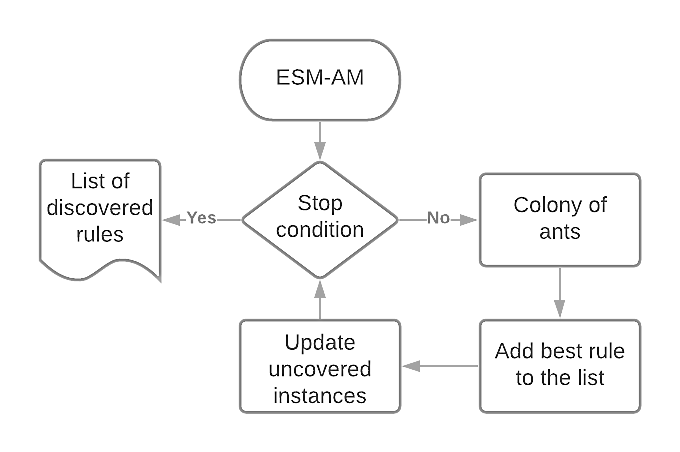 ESM-AM
List of
discovered
rules
Yes
Stop
condition
No
Colony of
ants
Update
uncovered
instances
Add best rule
to the list